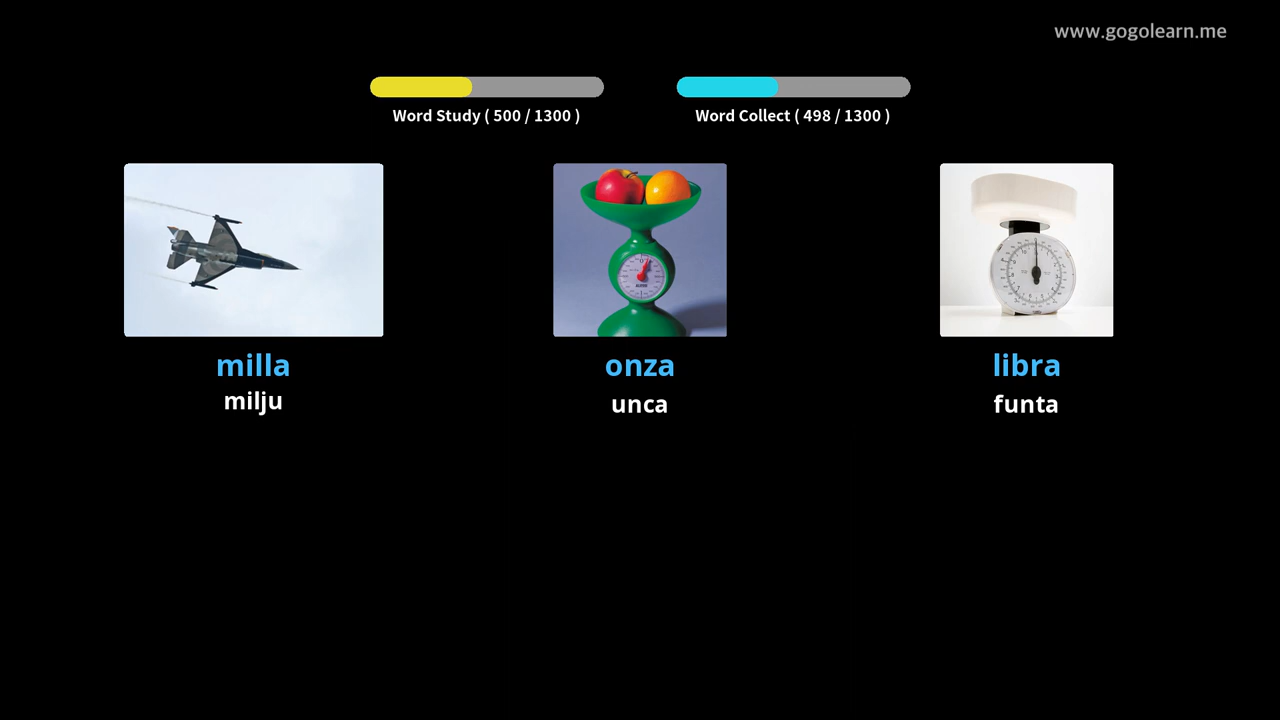 www.gogolearn.me
Word Study ( 500 / 1300 )
Word Collect ( 498 / 1300 )
milla
milju
onza
unca
libra
funta